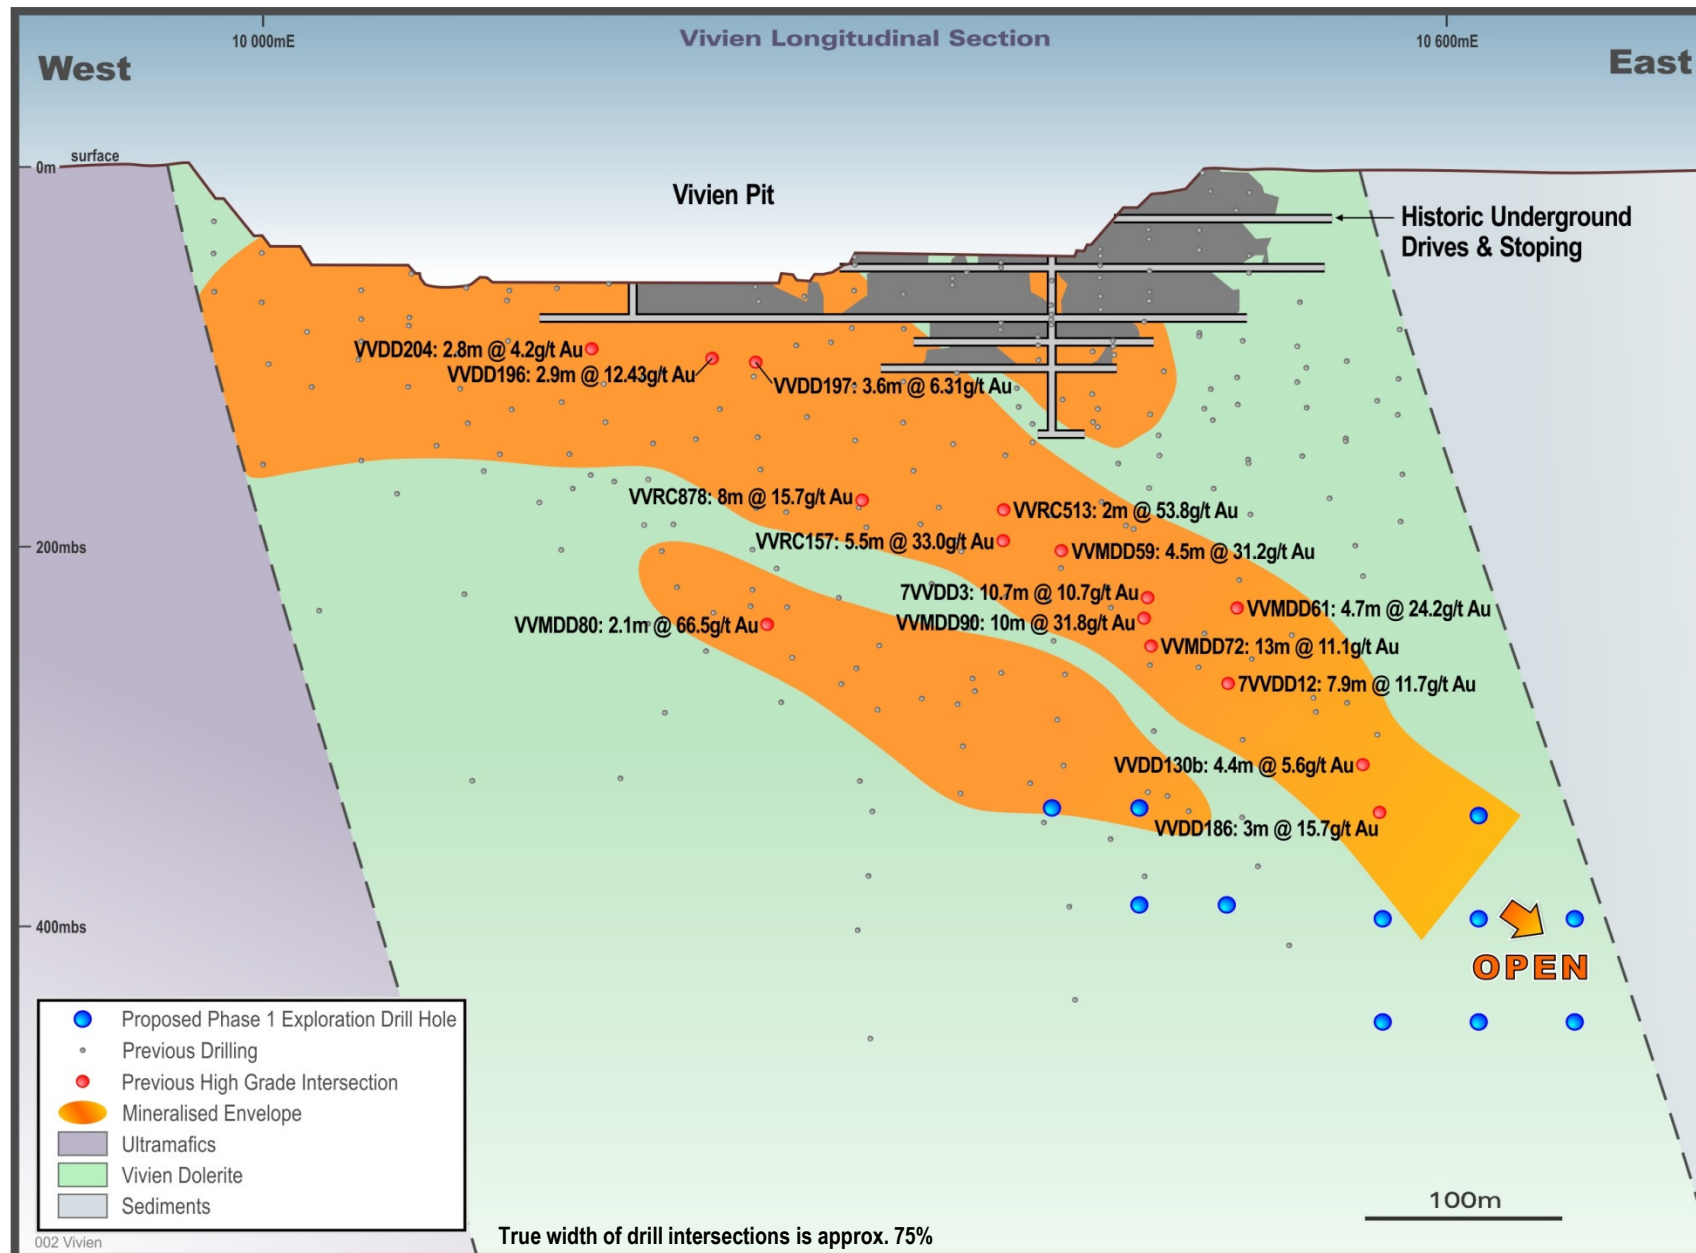 10 000mE
Vivien Longitudinal Section
10 600mE
West
East
0m
surface
Vivien Pit
Historic Underground
Drives & Stoping
VVDD204: 2.8m @ 4.2g/t Au
VVDD196: 2.9m @ 12.43g/t Au
VVDD197: 3.6m @ 6.31g/t Au
VVRC878: 8m @ 15.7g/t Au
VVRC513: 2m @ 53.8g/t Au
200mbs
VVRC157: 5.5m @ 33.0g/t Au
VVMDD59: 4.5m @ 31.2g/t Au
7VVDD3: 10.7m @ 10.7g/t Au
VVMDD61: 4.7m @ 24.2g/t Au
VVMDD80: 2.1m @ 66.5g/t Au
VVMDD90: 10m @ 31.8g/t Au
VVMDD72: 13m @ 11.1g/t Au
7VVDD12: 7.9m @ 11.7g/t Au
VVDD130b: 4.4m @ 5.6g/t Au
VVDD186: 3m @ 15.7g/t Au
400mbs
OPEN
Proposed Phase 1 Exploration Drill Hole
Previous Drilling
Previous High Grade Intersection
Mineralised Envelope
Ultramafics
Vivien Dolerite
Sediments
100m
002 Vivien
True width of drill intersections is approx. 75%